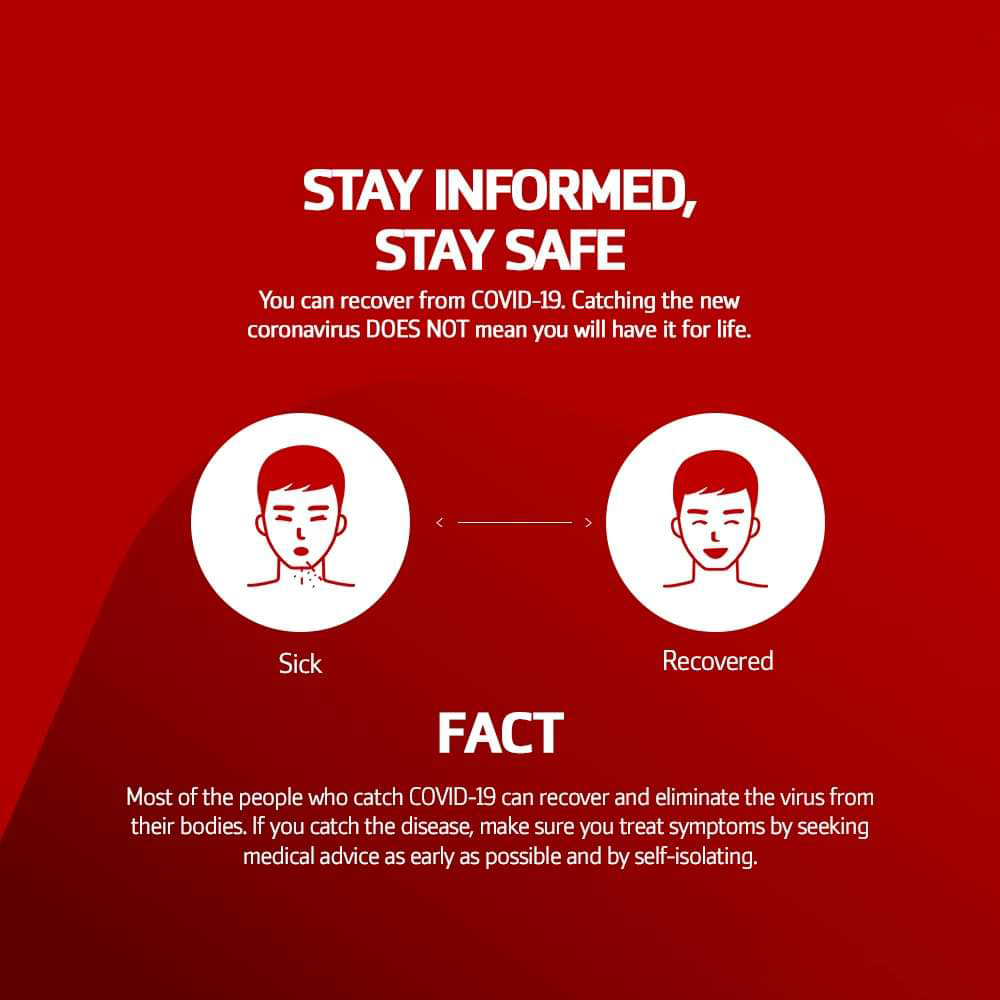 STAY INFORMED,
STAY SAFE
You can recover from COVID-19. Catching the new
coronavirus DOES NOT mean you will have it for life.
Sick
Recovered
FACT
Most of the people who catch COVID-19 can recover and eliminate the virus from
their bodies. If you catch the disease, make sure you treat symptoms by seeking
medical advice as early as possible and by self-isolating.